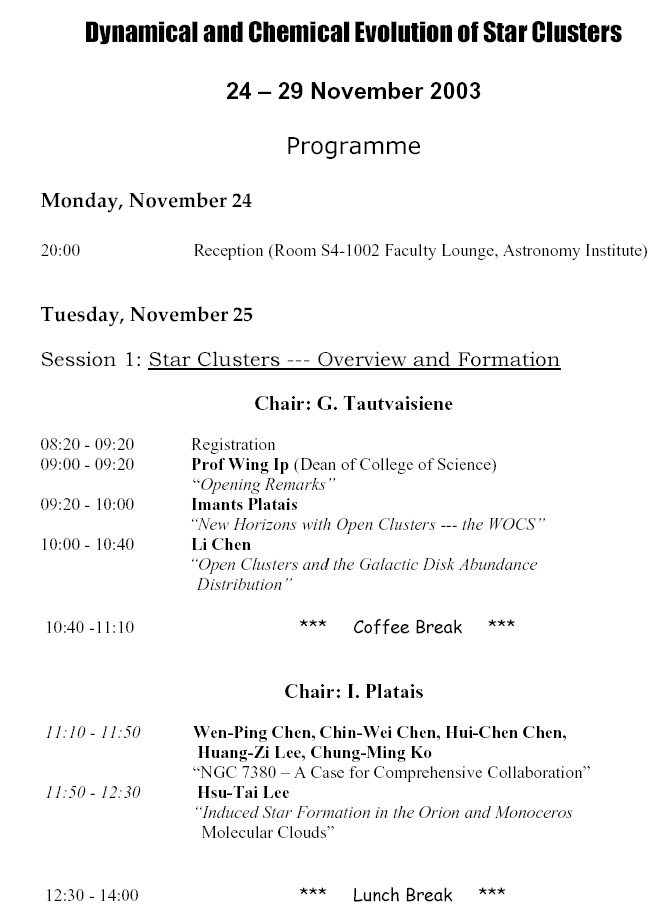 Dynamical and Chemical Evolution of Star Clusters
24 – 29 November 2003
Programme
Monday, November 24
20:00 Reception (Room S4-1002 Faculty Lounge, Astronomy Institute)
Tuesday, November 25
Session 1: Star Clusters --- Overview and Formation
Chair: G. Tautvaisiene
08:20 - 09:20 Registration
09:00 - 09:20 Prof Wing Ip (Dean of College of Science)
“Opening Remarks”
09:20 - 10:00 Imants Platais
“New Horizons with Open Clusters --- the WOCS”
10:00 - 10:40 Li Chen
“Open Clusters and the Galactic Disk Abundance
Distribution”
10:40 -11:10 *** Coffee Break ***
Chair: I. Platais
11:10 - 11:50 Wen-Ping Chen, Chin-Wei Chen, Hui-Chen Chen,
Huang-Zi Lee, Chung-Ming Ko
“NGC 7380 – A Case for Comprehensive Collaboration”
11:50 - 12:30 Hsu-Tai Lee
“Induced Star Formation in the Orion and Monoceros
Molecular Clouds”
12:30 - 14:00 *** Lunch Break ***